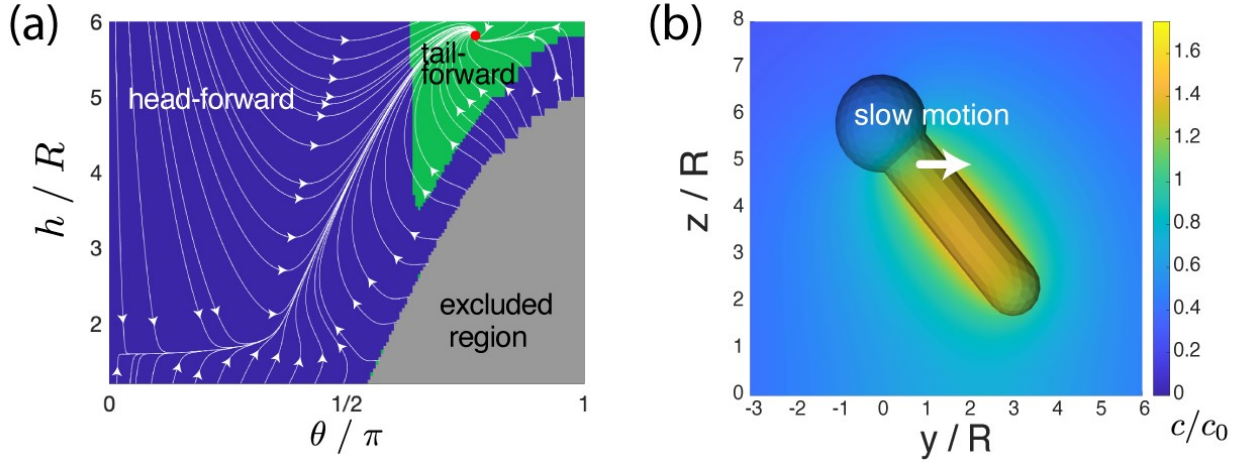 (a)
6
5
4
3
2
h / R
head-forward
tail-
forward
excluded
region
0
1/2
1
θ / π
(b)
8
7
6
5
4
3
2
1
0
z / R
slow motion
-3
-2
-1
0
1
2
3
4
5
6
y / R
1.6
1.4
1.2
1
0.8
0.6
0.4
0.2
0
c/c₀